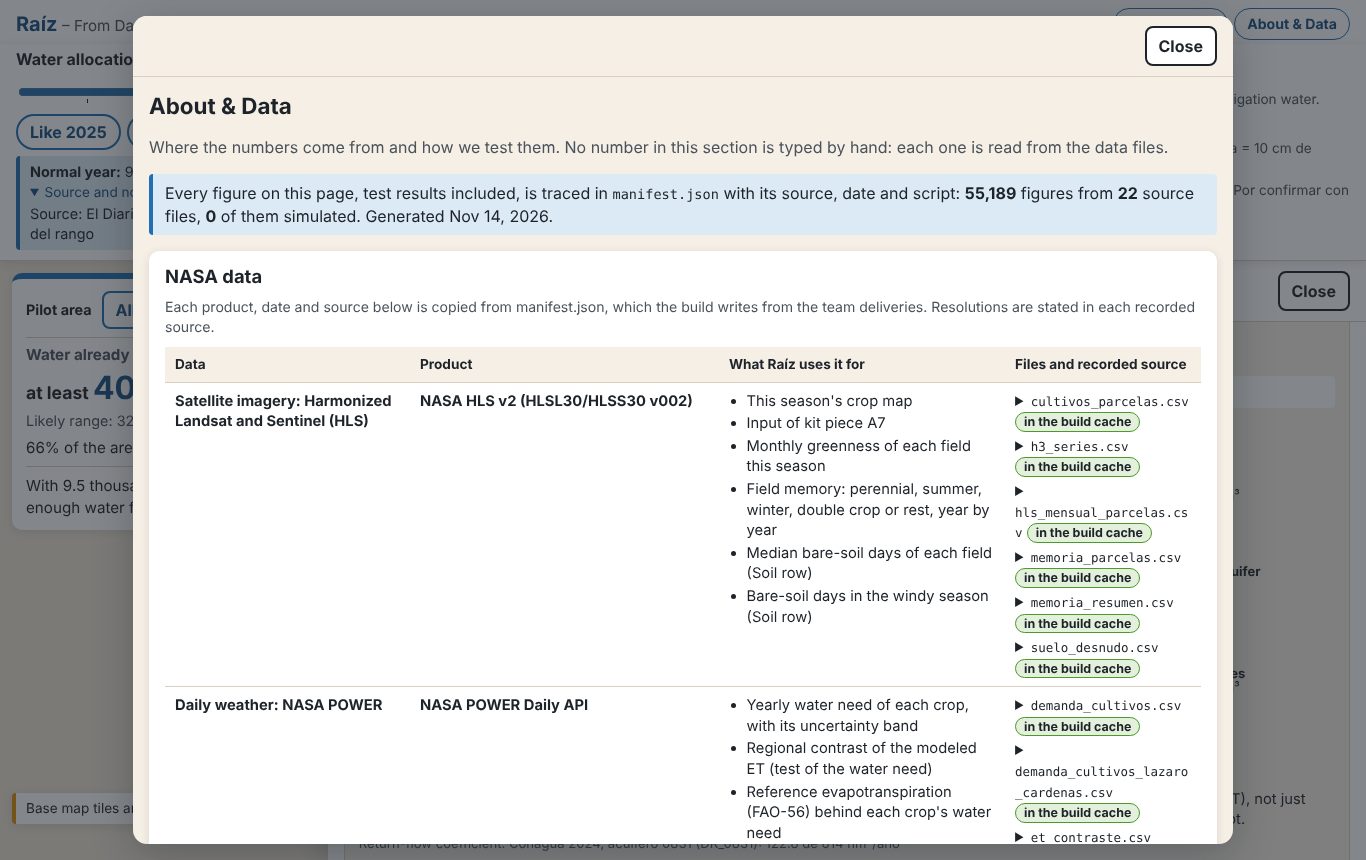 Raíz – From Da
About & Data
Close
Water allocatio
igation water.
Like 2025
a = 10 cm de
Normal year: 9
Source and no
Por confirmar con
Source: El Diari
del rango
Close
Pilot area
Water already
at least 40
Likely range: 32
66% of the are
With 9.5 thousa
enough water f
uifer
es
Base map tiles a
T), not just
ot.
About & Data
Where the numbers come from and how we test them. No number in this section is typed by hand: each one is read from the data files.
Every figure on this page, test results included, is traced in manifest.json with its source, date and script: 55,189 figures from 22 source
files, 0 of them simulated. Generated Nov 14, 2026.
NASA data
Each product, date and source below is copied from manifest.json, which the build writes from the team deliveries. Resolutions are stated in each recorded
source.
Data Product What Raíz uses it for Files and recorded source
Satellite imagery: Harmonized
Landsat and Sentinel (HLS)
NASA HLS v2 (HLSL30/HLSS30 v002)
• This season's crop map
• Input of kit piece A7
• Monthly greenness of each field
this season
• Field memory: perennial, summer,
winter, double crop or rest, year by
year
• Median bare-soil days of each field
(Soil row)
• Bare-soil days in the windy season
(Soil row)
▶ cultivos_parcelas.csv
in the build cache
▶ h3_series.csv
in the build cache
▶
hls_mensual_parcelas.cs
v in the build cache
▶ memoria_parcelas.csv
in the build cache
▶ memoria_resumen.csv
in the build cache
▶ suelo_desnudo.csv
in the build cache
Daily weather: NASA POWER
NASA POWER Daily API
• Yearly water need of each crop,
with its uncertainty band
• Regional contrast of the modeled
ET (test of the water need)
• Reference evapotranspiration
(FAO-56) behind each crop's water
need
▶ demanda_cultivos.csv
in the build cache
▶
demanda_cultivos_lazaro
_cardenas.csv
in the build cache
▶ et_contraste.csv